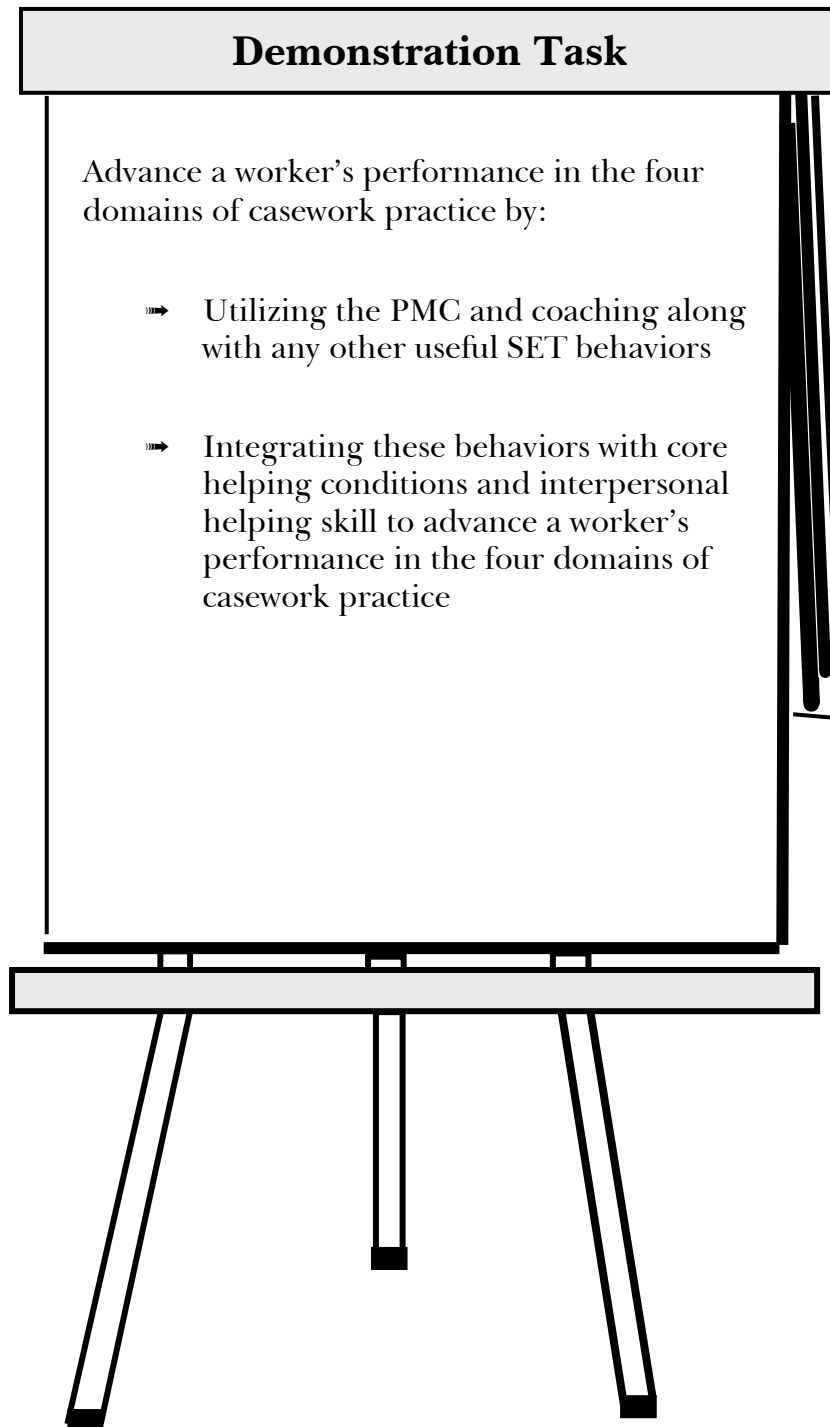 Demonstration Task
Advance a worker’s performance in the four
domains of casework practice by:
Utilizing the PMC and coaching along
with any other useful SET behaviors
Integrating these behaviors with core
helping conditions and interpersonal
helping skill to advance a worker’s
performance in the four domains of
casework practice